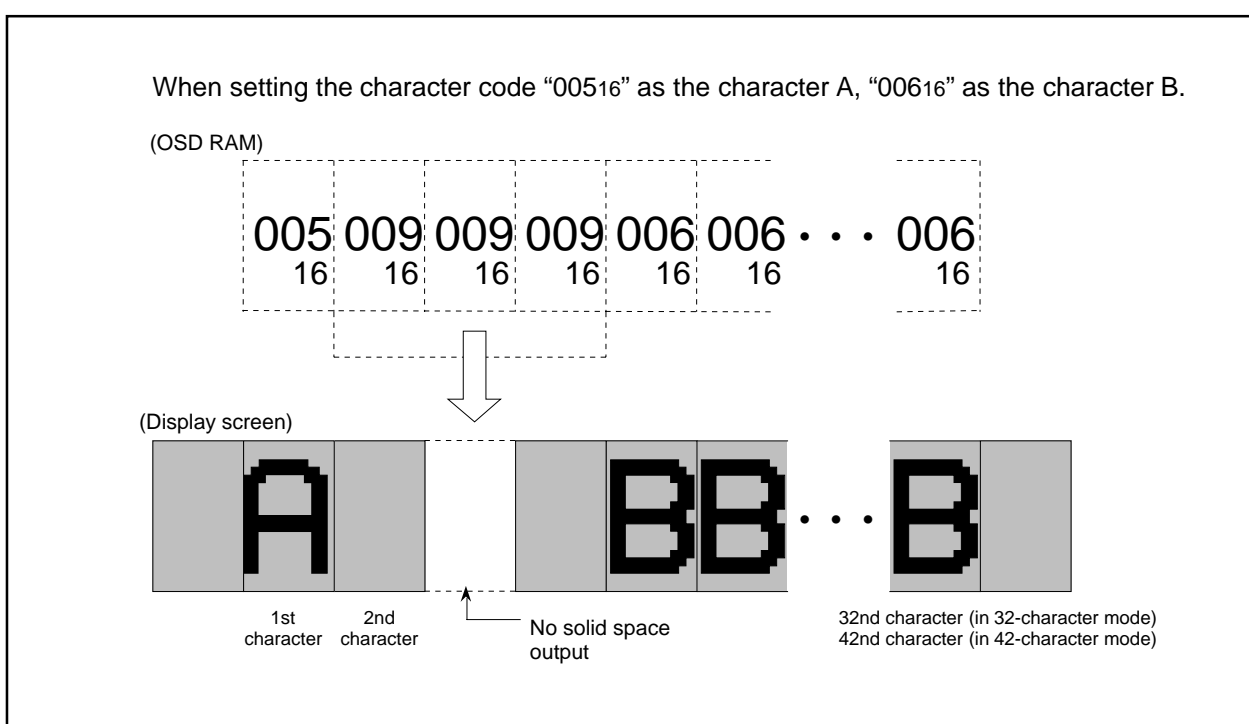 When setting the character code “00516” as the character A, “00616” as the character B.
(OSD RAM)
005 009 009 009 006 006 • • • 006
16 16 16 16 16 16 16
(Display screen)
A B B • • • B
1st character
2nd character
No solid space
output
32nd character (in 32-character mode)
42nd character (in 42-character mode)